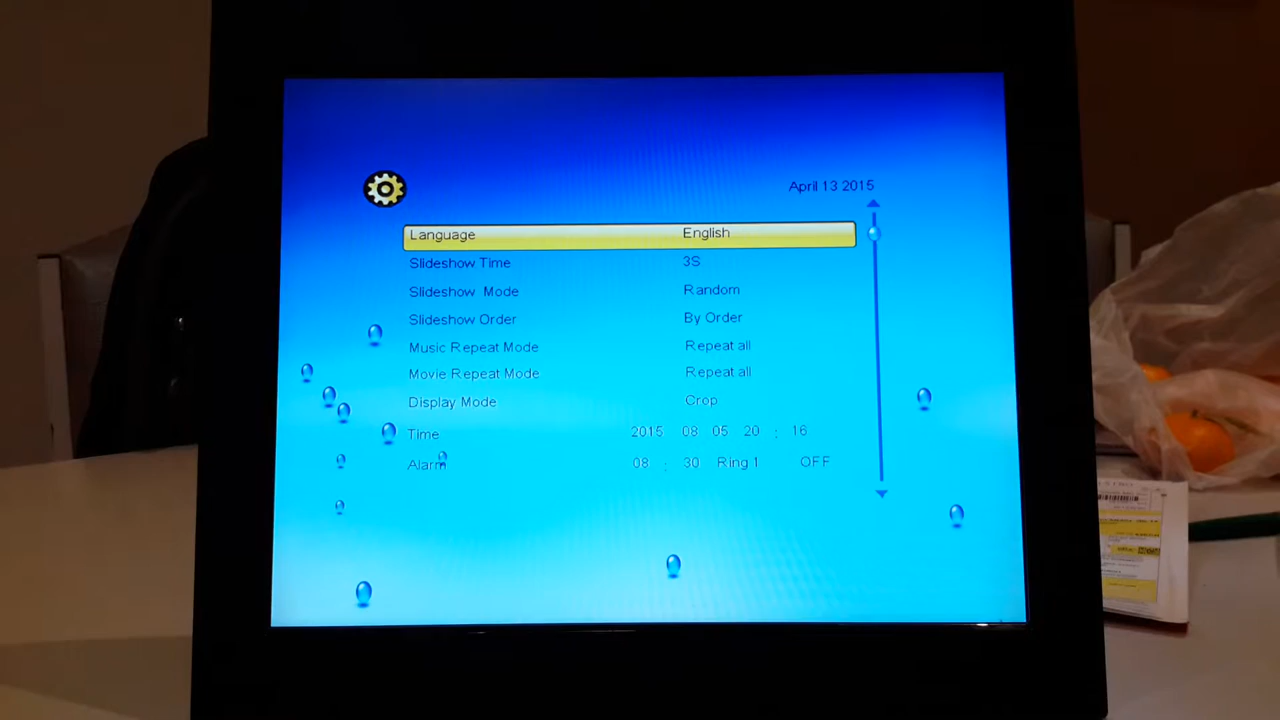 April 13 2015
Language English
Slideshow Time 3S
Slideshow Mode Random
Slideshow Order By Order
Music Repeat Mode Repeat all
Movie Repeat Mode Repeat all
Display Mode Crop
Time 2015 08 05 20 : 16
Alarm 08 : 30 Ring 1 OFF